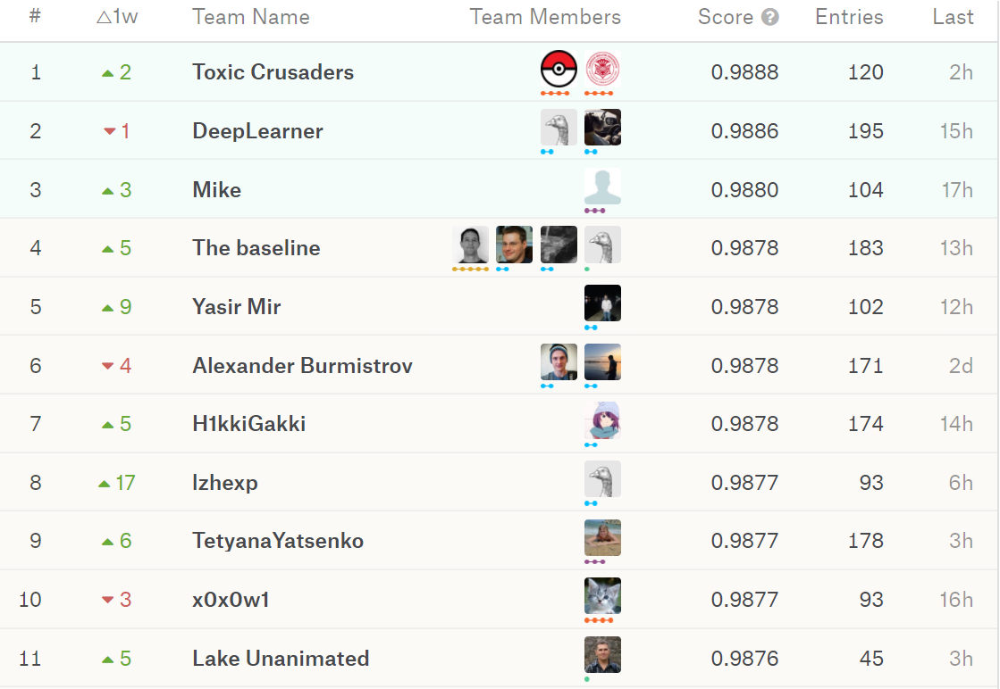 # △1w Team Name Team Members Score ? Entries Last
1 ▲ 2 Toxic Crusaders 0.9888 120 2h
2 ▼ 1 DeepLearner 0.9886 195 15h
3 ▲ 3 Mike 0.9880 104 17h
4 ▲ 5 The baseline 0.9878 183 13h
5 ▲ 9 Yasir Mir 0.9878 102 12h
6 ▼ 4 Alexander Burmistrov 0.9878 171 2d
7 ▲ 5 H1kkiGakki 0.9878 174 14h
8 ▲ 17 lzhexp 0.9877 93 6h
9 ▲ 6 TetyanaYatsenko 0.9877 178 3h
10 ▼ 3 x0x0w1 0.9877 93 16h
11 ▲ 5 Lake Unanimated 0.9876 45 3h